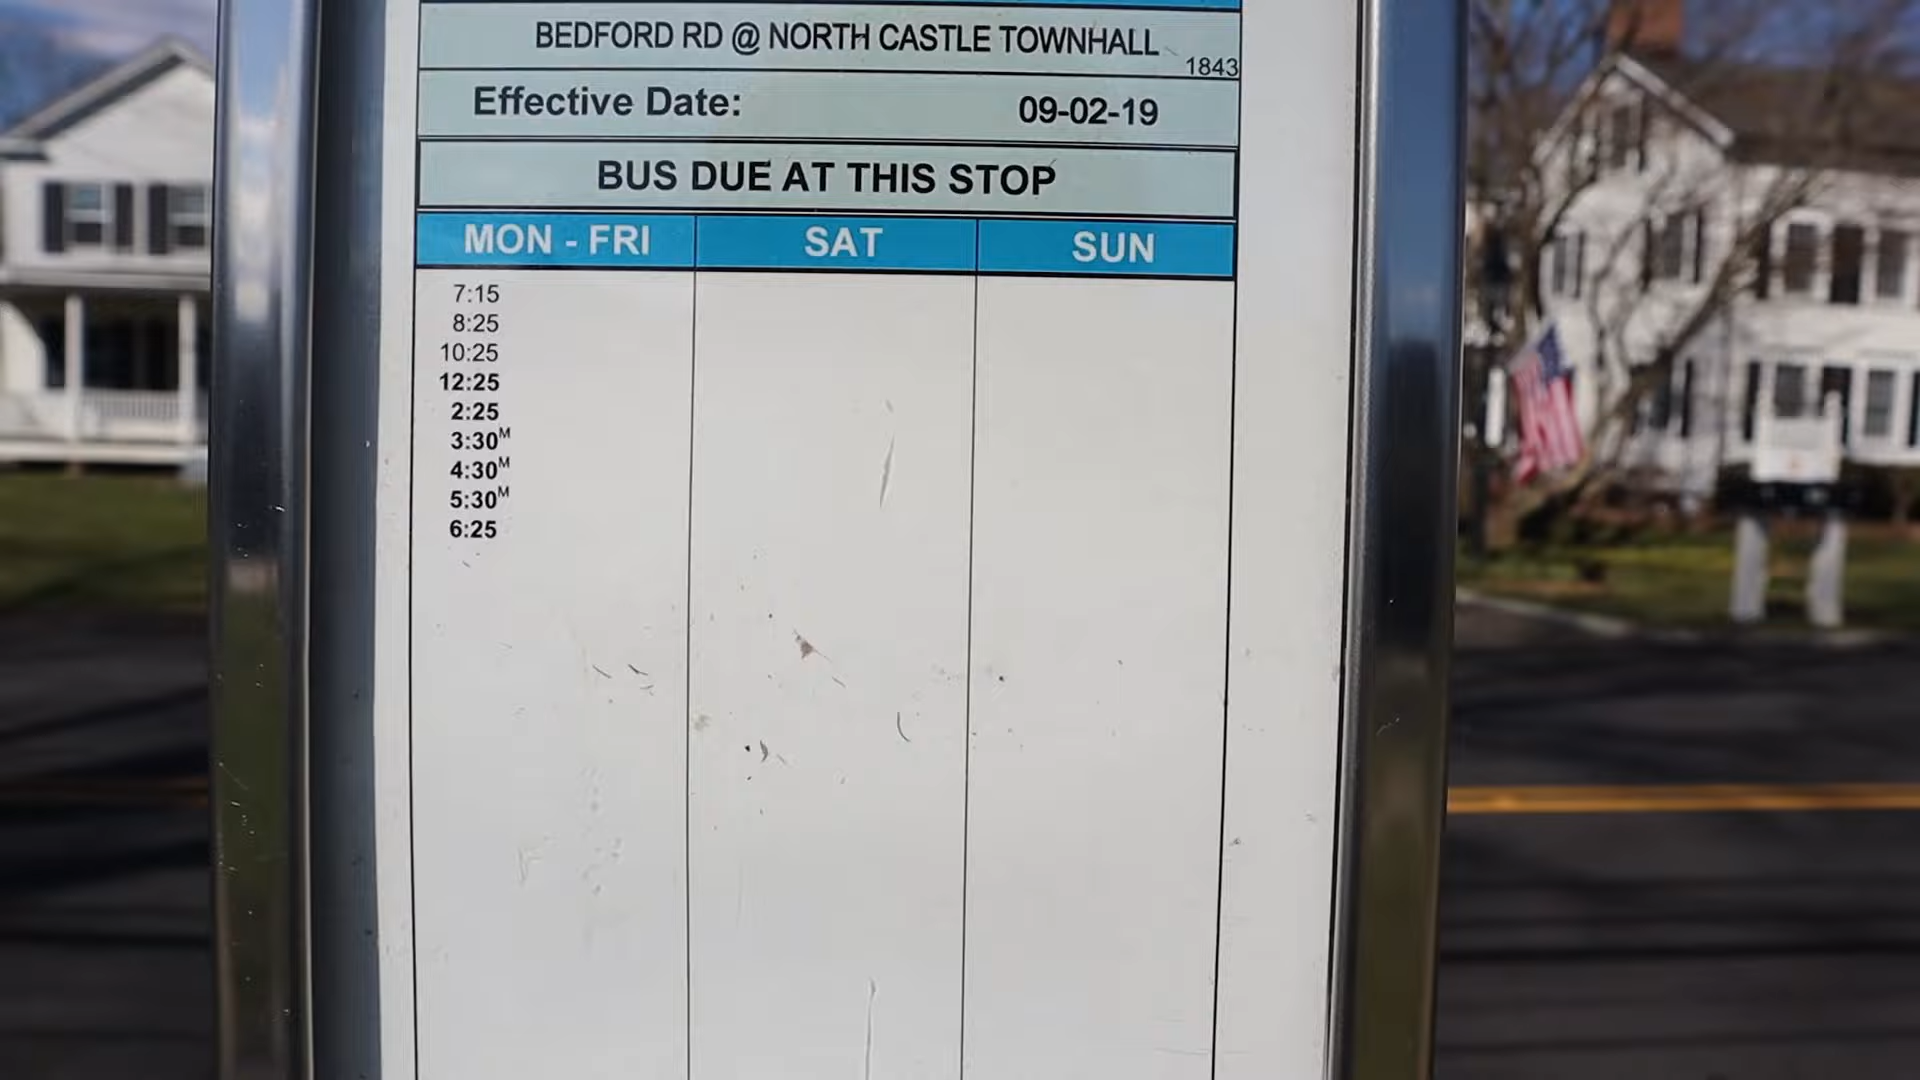 BEDFORD RD @ NORTH CASTLE TOWNHALL
1843
Effective Date: 09-02-19
BUS DUE AT THIS STOP
MON - FRI SAT SUN
7:15
8:25
10:25
12:25
2:25
3:30M
4:30M
5:30M
6:25